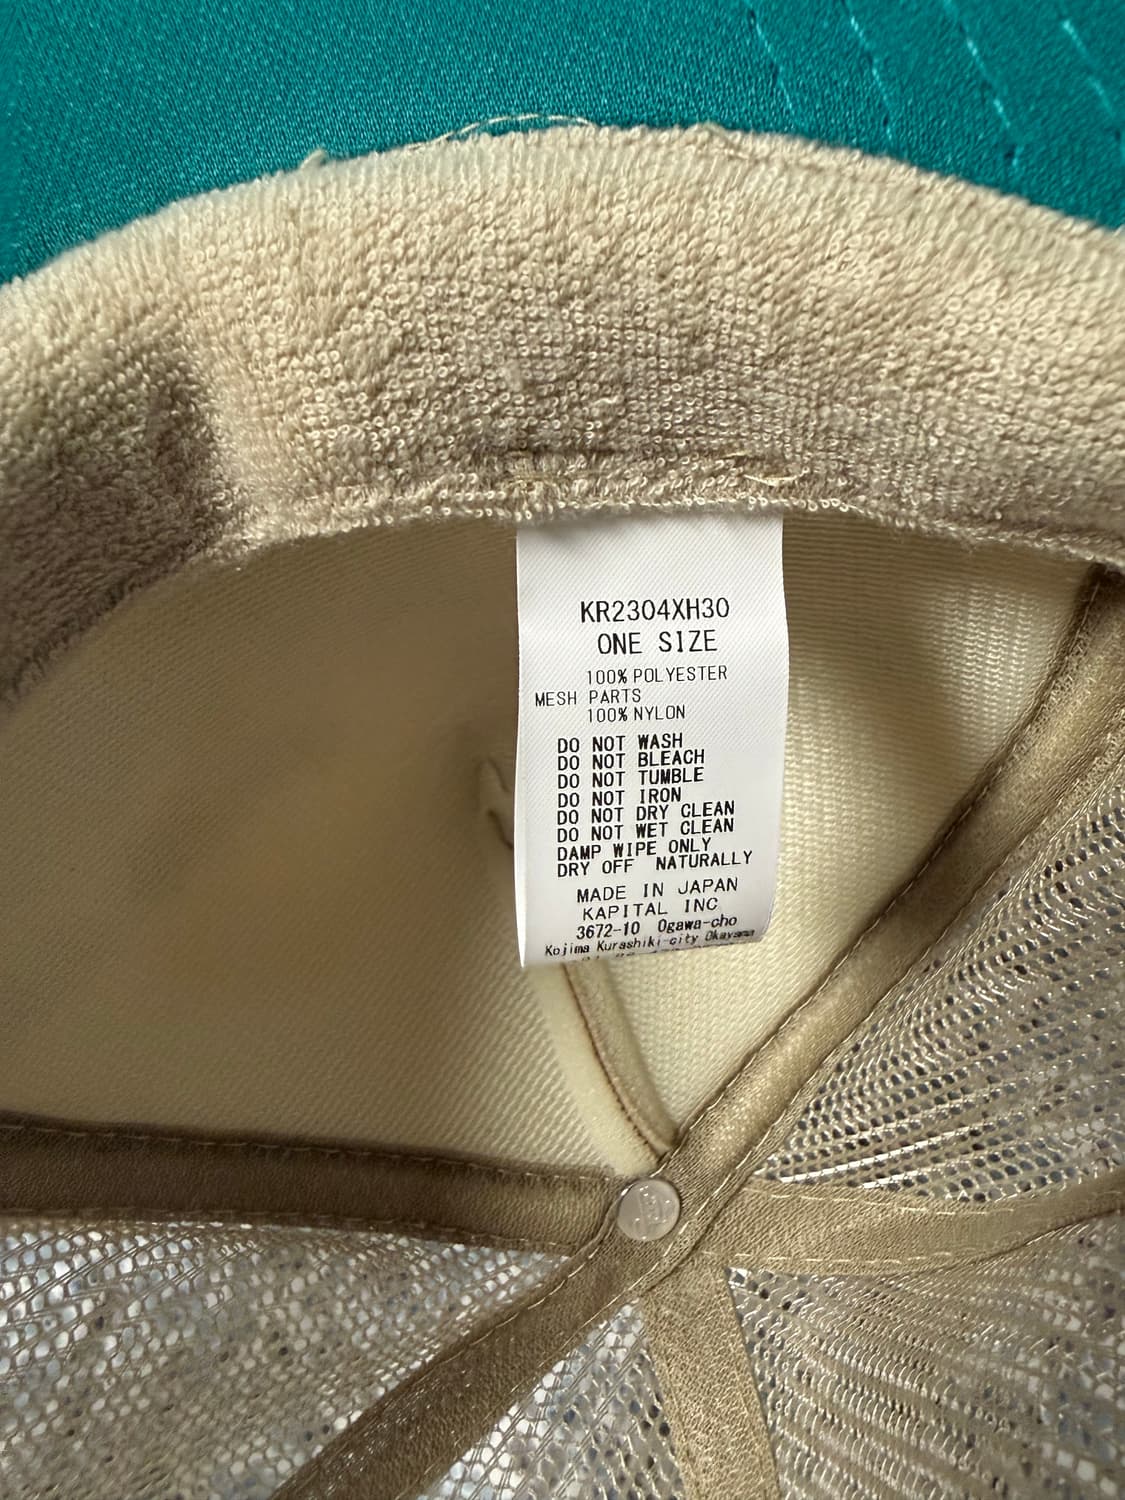 KR2304XH30
ONE SIZE
100% POLYESTER
MESH PARTS
100% NYLON
DO NOT WASH
DO NOT BLEACH
DO NOT TUMBLE
DO NOT IRON
DO NOT DRY CLEAN
DO NOT WET CLEAN
DAMP WIPE ONLY
DRY OFF NATURALLY
MADE IN JAPAN
KAPITAL INC
3672-10 Ogawa-cho
Kojima Kurashiki-city Okayama